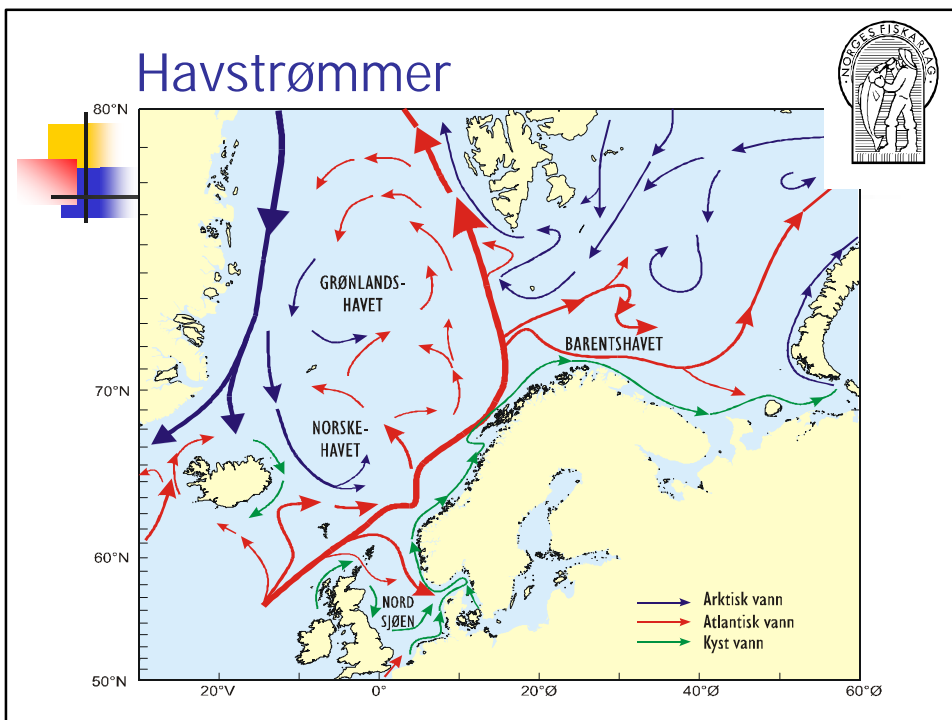 Havstrømmer
· NORGES FISKARLAG ·
80°N
70°N
60°N
50°N
GRØNLANDS-
HAVET
BARENTSHAVET
NORSKE-
HAVET
NORD
SJØEN
Arktisk vann
Atlantisk vann
Kyst vann
20°V
0°
20°Ø
40°Ø
60°Ø